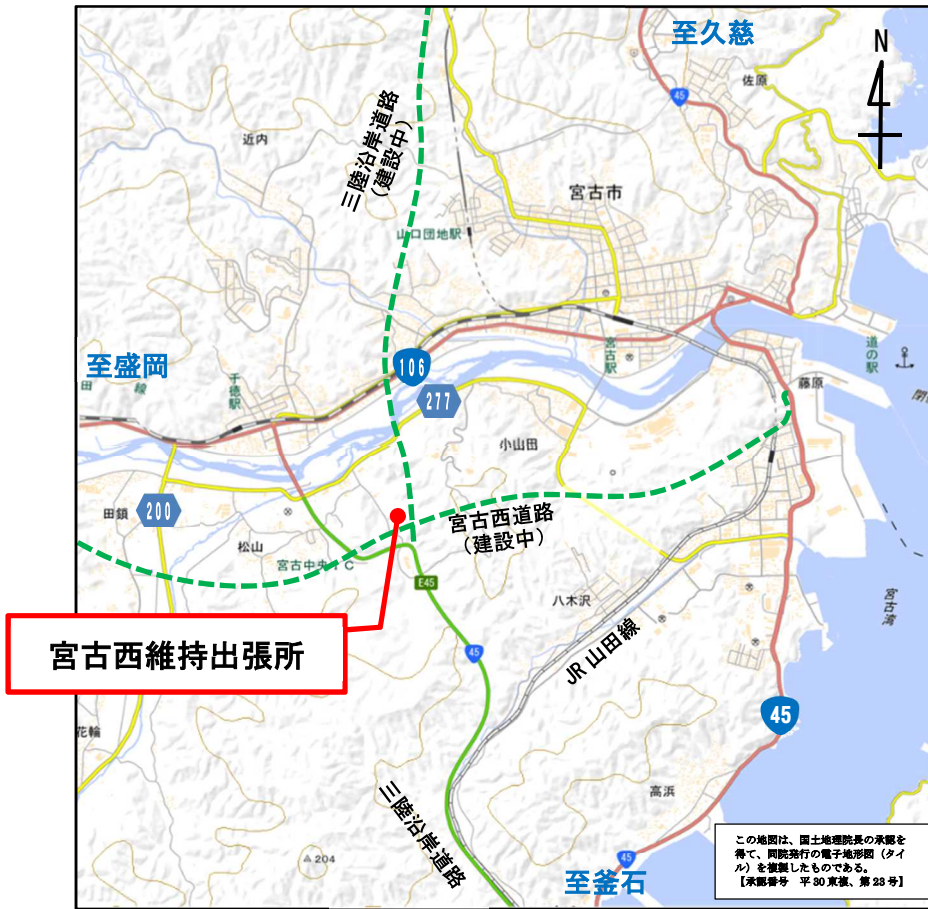 至久慈
N
45
佐原
三陸沿岸道路
(建設中)
近内
宮古市
山口団地駅
至盛岡
106
277
千徳駅
宮古駅
道の駅
藤原
小山田
田鎖
200
松山
宮古西道路
(建設中)
宮古中央IC
E45
八木沢
宮古湾
宮古西維持出張所
45
JR山田線
45
花輪
高浜
三陸沿岸道路
204
45
至釜石
この地図は、国土地理院長の承認を
得て、同院発行の電子地形図(タイ
ル)を複製したものである。
【承認番号 平30東複、第23号】